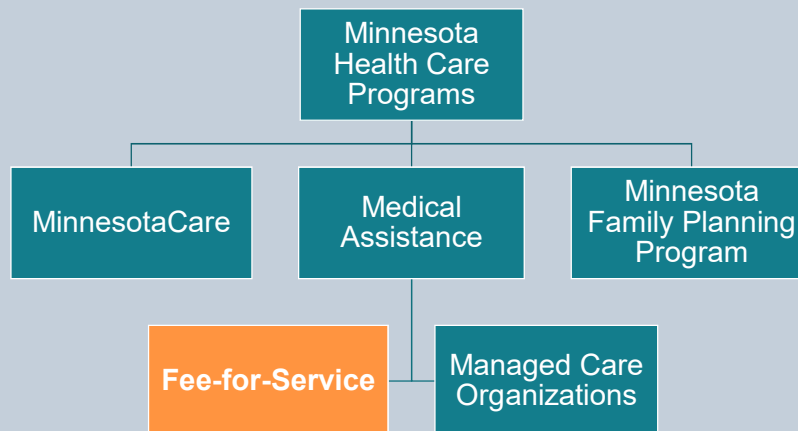 Minnesota
Health Care
Programs
MinnesotaCare
Medical
Assistance
Minnesota
Family Planning
Program
Fee-for-Service
Managed Care
Organizations